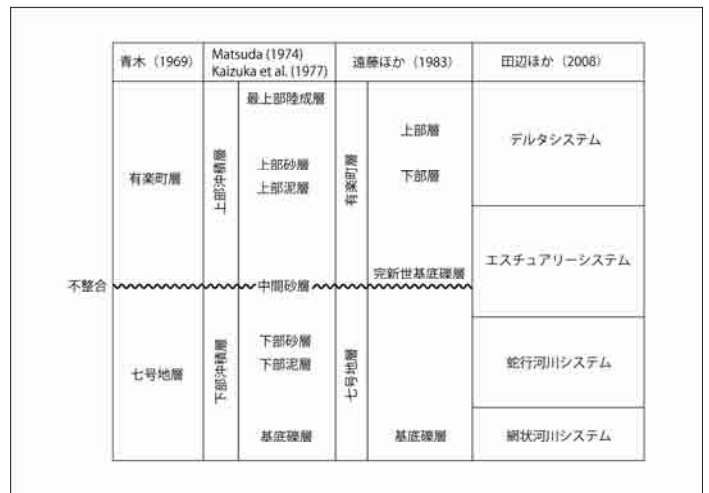 青木（1969）
Matsuda (1974)
Kaizuka et al. (1977)
遠藤ほか（1983）
田辺ほか（2008）
有楽町層
七号地層
不整合
上部沖積層
下部沖積層
最上部陸成層
上部砂層
上部泥層
中間砂層
下部砂層
下部泥層
基底礫層
有楽町層
七号地層
上部層
下部層
完新世基底礫層
基底礫層
デルタシステム
エスチュアリーシステム
蛇行河川システム
網状河川システム